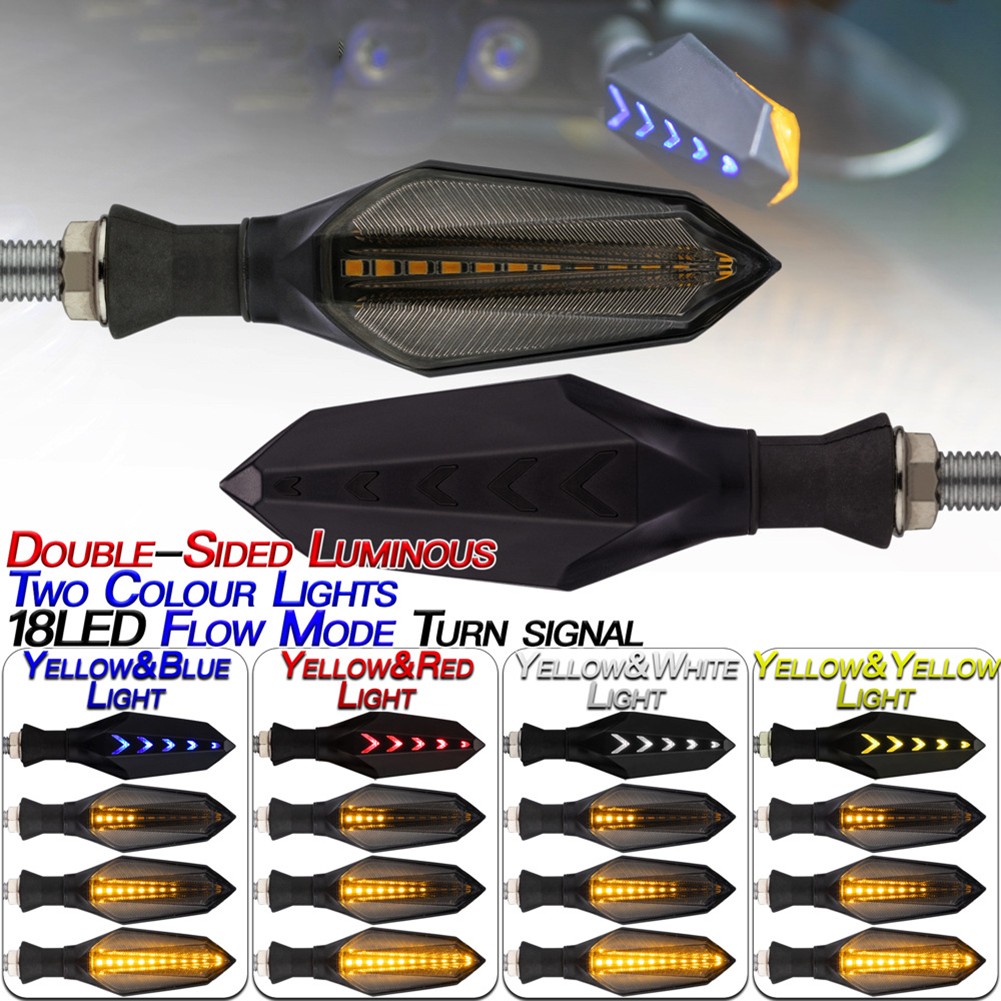 Double-Sided Luminous
Two Colour Lights
18LED Flow Mode Turn signal
Yellow&Blue
Light
Yellow&Red
Light
Yellow&White
Light
Yellow&Yellow
Light